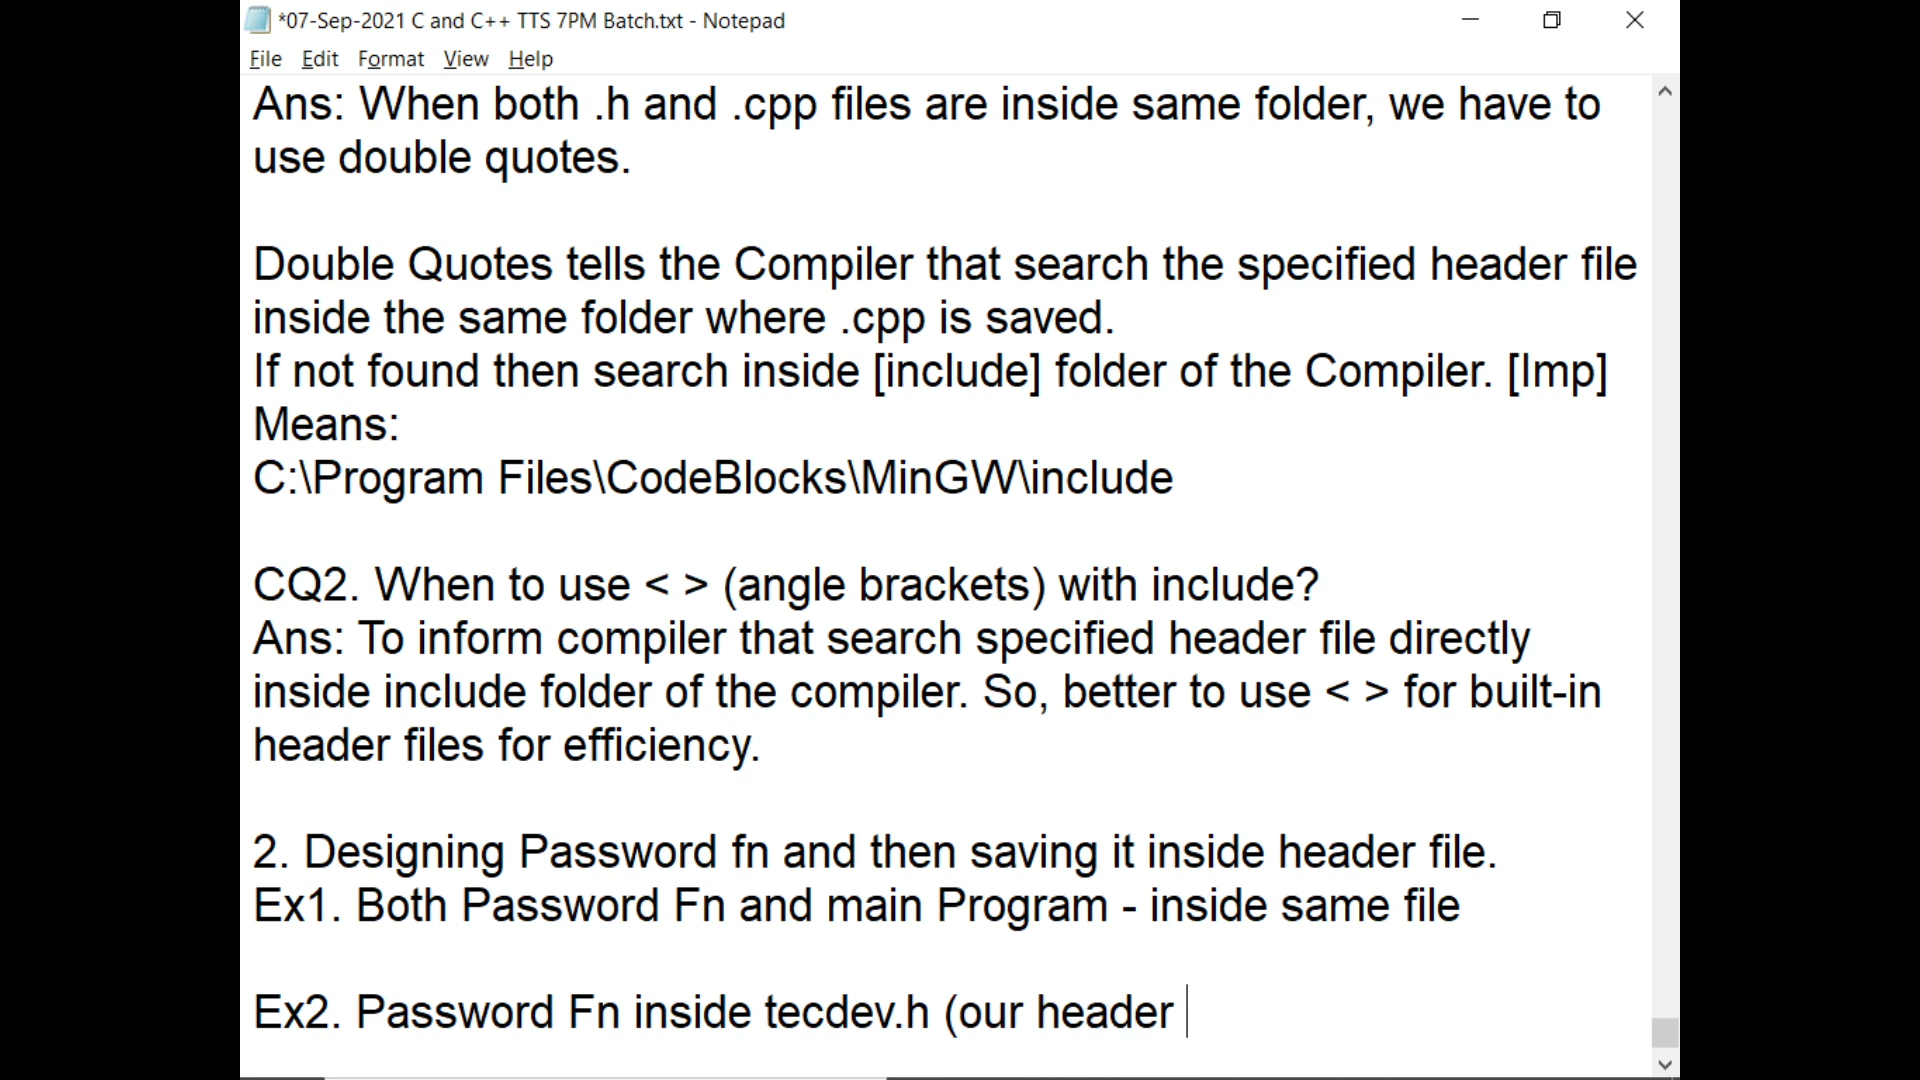 *07-Sep-2021 C and C++ TTS 7PM Batch.txt - Notepad
File Edit Format View Help
Ans: When both .h and .cpp files are inside same folder, we have to
use double quotes.
Double Quotes tells the Compiler that search the specified header file
inside the same folder where .cpp is saved.
If not found then search inside [include] folder of the Compiler. [Imp]
Means:
C:\Program Files\CodeBlocks\MinGW\include
CQ2. When to use < > (angle brackets) with include?
Ans: To inform compiler that search specified header file directly
inside include folder of the compiler. So, better to use < > for built-in
header files for efficiency.
2. Designing Password fn and then saving it inside header file.
Ex1. Both Password Fn and main Program - inside same file
Ex2. Password Fn inside tecdev.h (our header